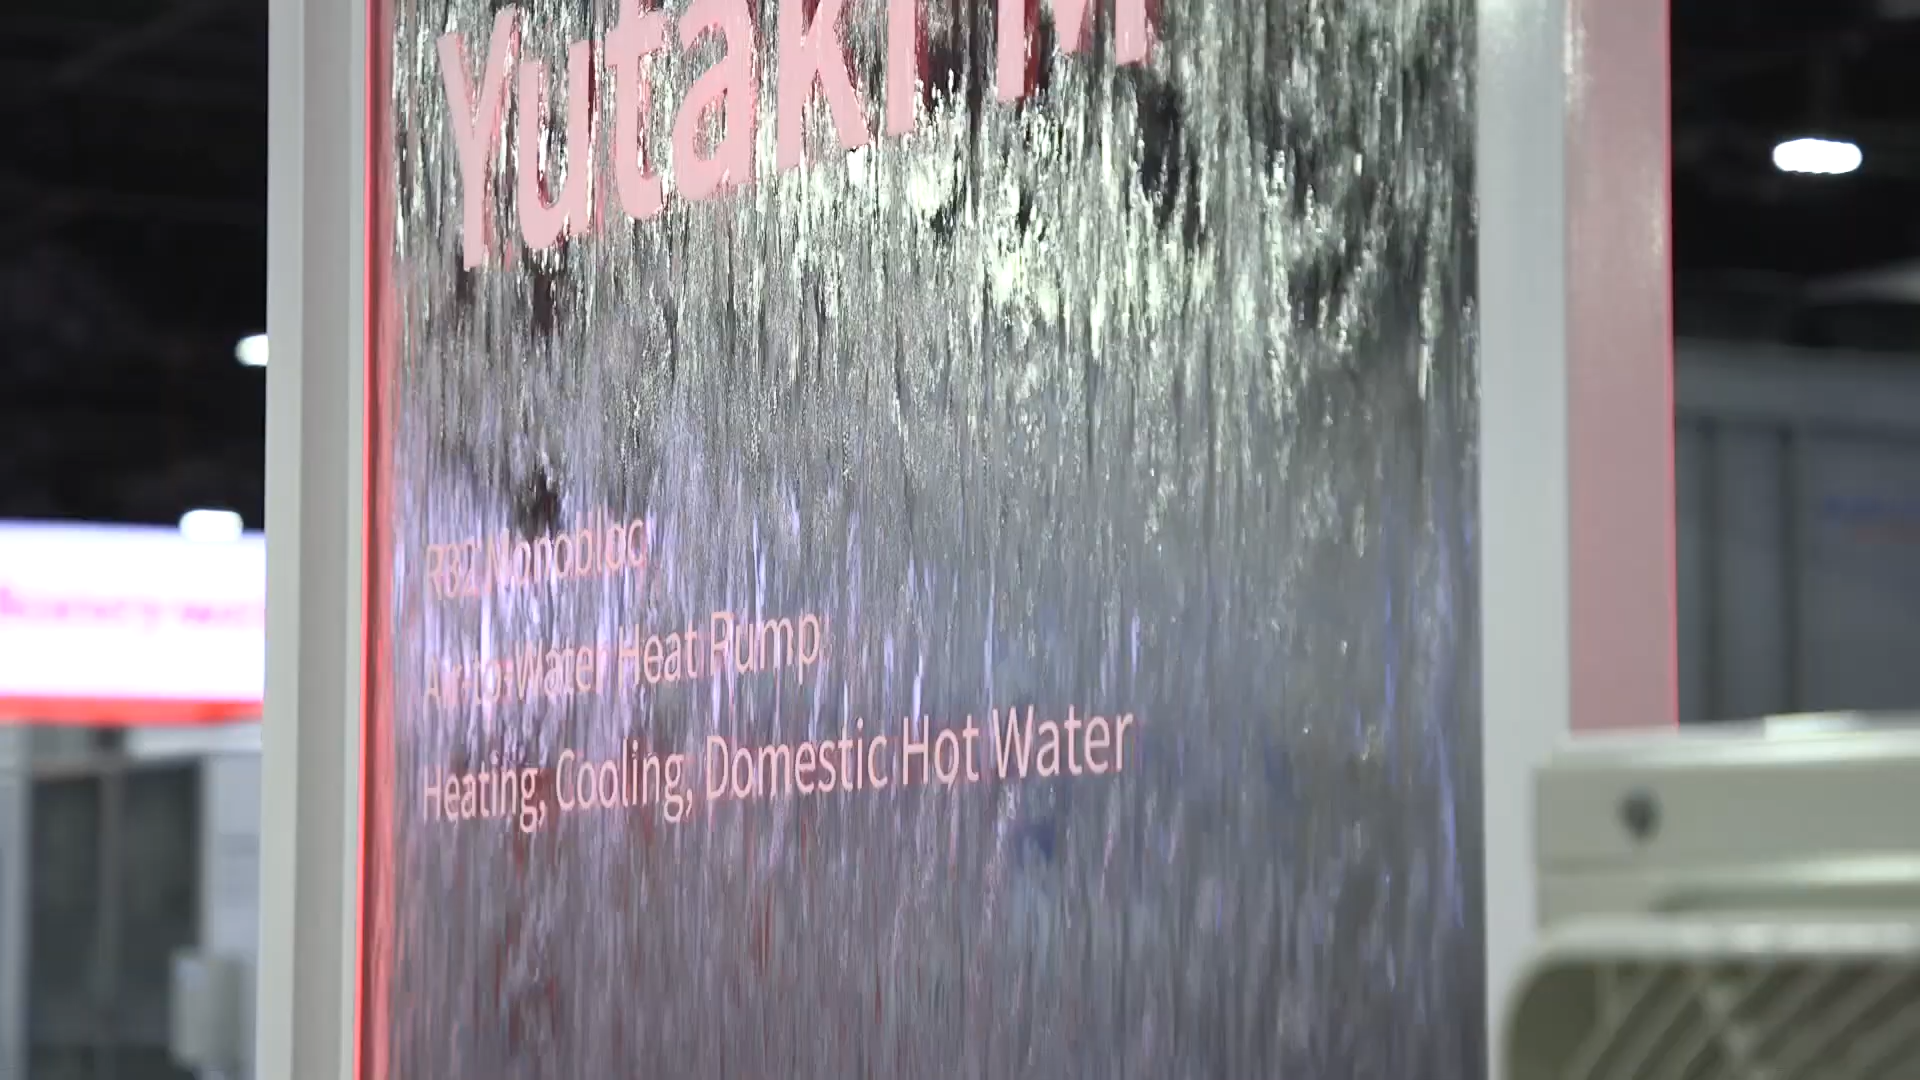 Yutaki M
R32 Monobloc
Air-to-Water Heat Pump
Heating, Cooling, Domestic Hot Water